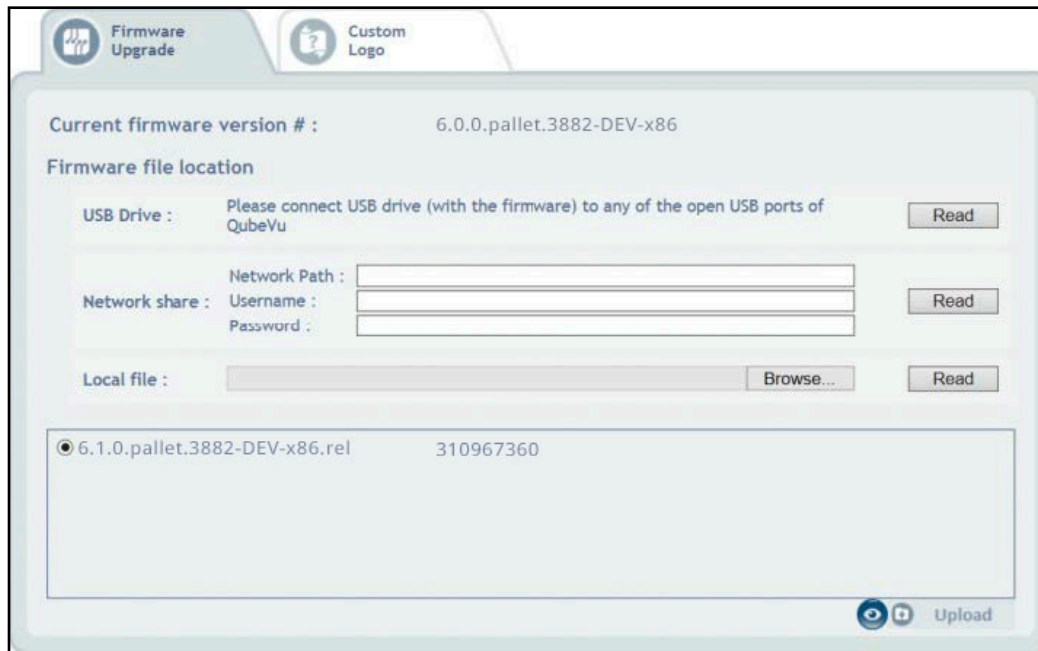 Firmware
Upgrade
Custom
Logo
Current firmware version # :
6.0.0.pallet.3882-DEV-x86
Firmware file location
USB Drive :
Please connect USB drive (with the firmware) to any of the open USB ports of
QubeVu
Read
Network share :
Network Path :
Username :
Password :
Read
Local file :
Browse...
Read
6.1.0.pallet.3882-DEV-x86.rel
310967360
Upload